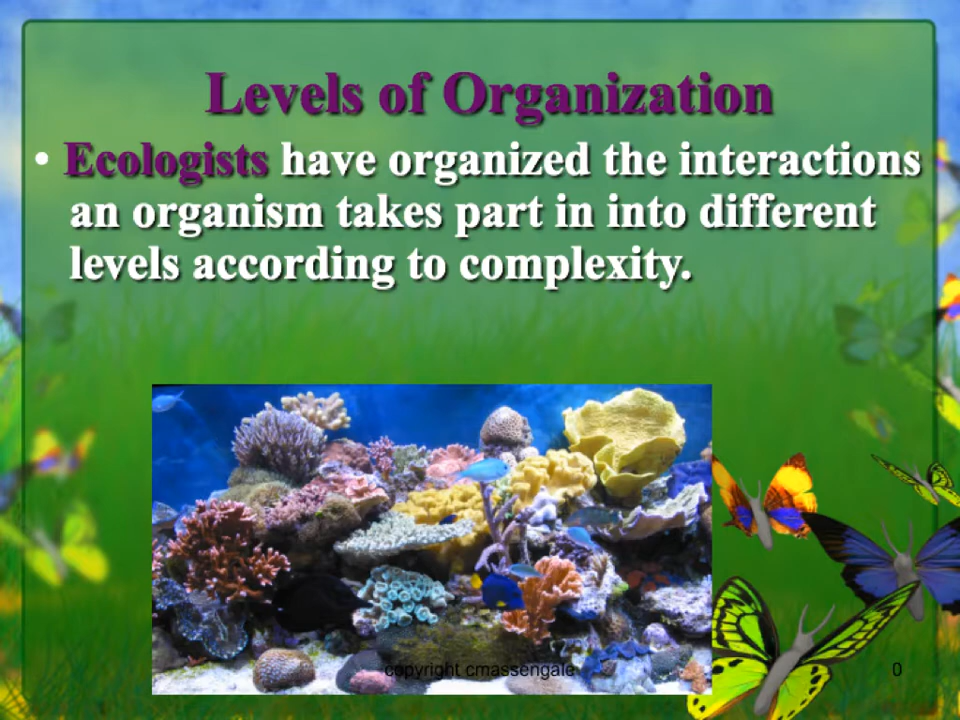 Levels of Organization
• Ecologists have organized the interactions
an organism takes part in into different
levels according to complexity.
copyright cmassengale
0